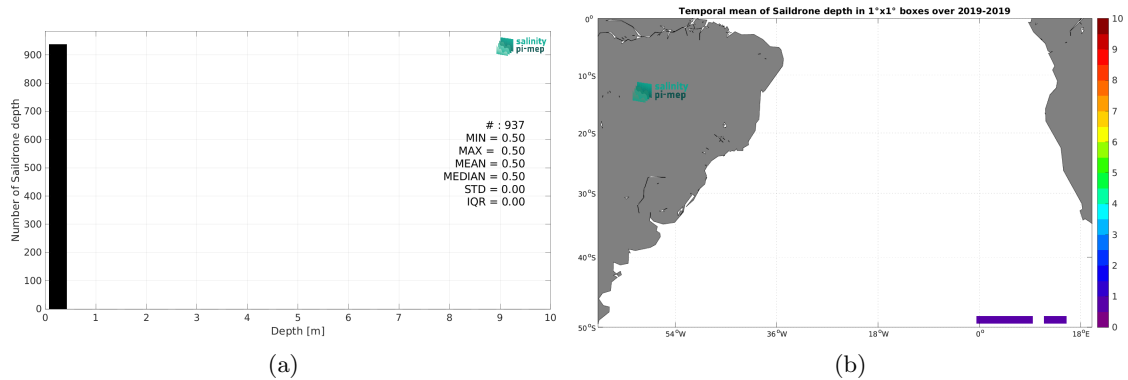 Number of Saildrone depth
900
800
700
600
500
400
300
200
100
0
0 1 2 3 4 5 6 7 8 9 10
Depth [m]
salinity
pi-mep
# : 937
MIN = 0.50
MAX = 0.50
MEAN = 0.50
MEDIAN = 0.50
STD = 0.00
IQR = 0.00
(a)
Temporal mean of Saildrone depth in 1°x1° boxes over 2019-2019
0°
10°S
20°S
30°S
40°S
50°S
54°W 36°W 18°W 0° 18°E
salinity
pi-mep
10
9
8
7
6
5
4
3
2
1
0
(b)